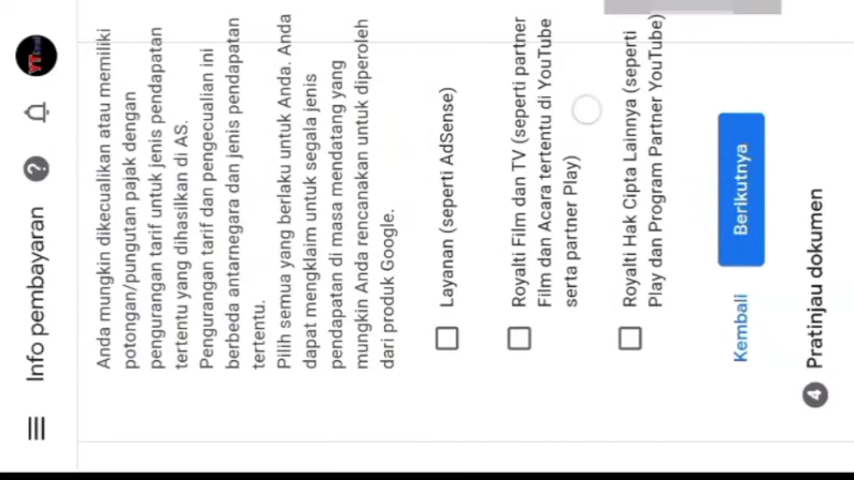 Info pembayaran
?
YT
Anda mungkin dikecualikan atau memiliki
potongan/pungutan pajak dengan
pengurangan tarif untuk jenis pendapatan
tertentu yang dihasilkan di AS.
Pengurangan tarif dan pengecualian ini
berbeda antarnegara dan jenis pendapatan
tertentu.
Pilih semua yang berlaku untuk Anda. Anda
dapat mengklaim untuk segala jenis
pendapatan di masa mendatang yang
mungkin Anda rencanakan untuk diperoleh
dari produk Google.
Layanan (seperti AdSense)
Royalti Film dan TV (seperti partner
Film dan Acara tertentu di YouTube
serta partner Play)
Royalti Hak Cipta Lainnya (seperti
Play dan Program Partner YouTube)
Kembali
Berikutnya
4 Pratinjau dokumen